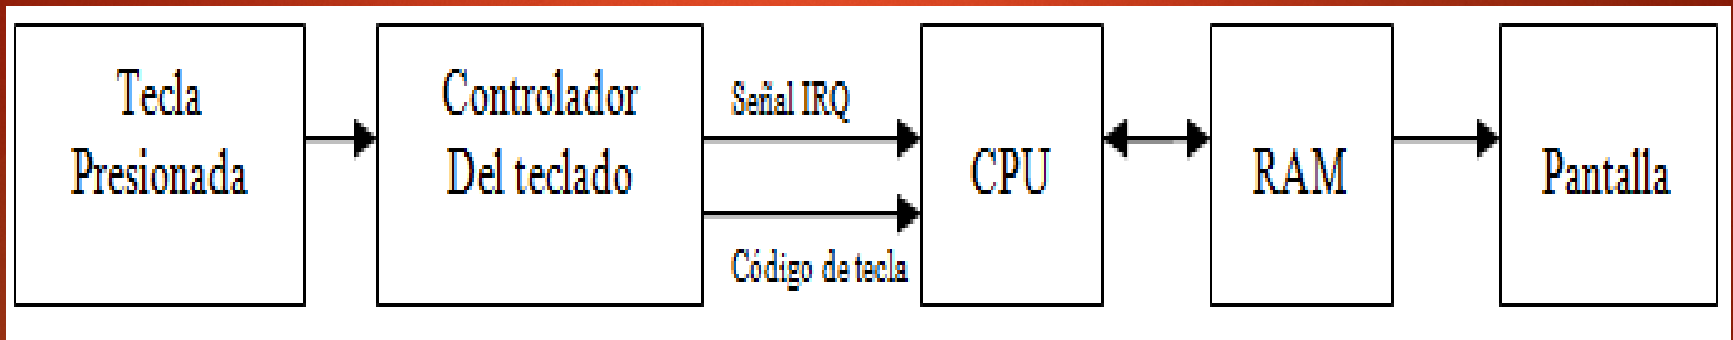 Tecla
Presionada
Controlador
Del teclado
Señal IRQ
Código de tecla
CPU
RAM
Pantalla